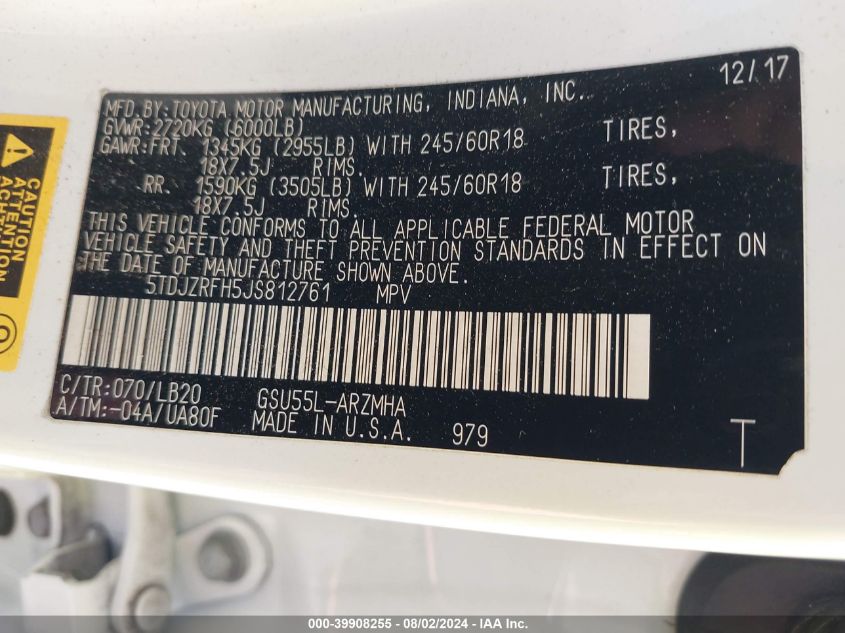 12/17
MFD.BY:TOYOTA MOTOR MANUFACTURING, INDIANA, INC.
GVWR:2720KG (6000LB)
GAWR:FRT. 1345KG (2955LB) WITH 245/60R18 TIRES,
18X7.5J RIMS.
RR. 1590KG (3505LB) WITH 245/60R18 TIRES,
18X7.5J RIMS.
THIS VEHICLE CONFORMS TO ALL APPLICABLE FEDERAL MOTOR
VEHICLE SAFETY AND THEFT PREVENTION STANDARDS IN EFFECT ON
THE DATE OF MANUFACTURE SHOWN ABOVE.
5TDJZRFH5JS812761 MPV
C/TR:070/LB20 GSU55L-ARZMHA
A/TM:-04A/UA80F MADE IN U.S.A. 979 T
CAUTION
ATTENTION
ACHTUNG
000-39908255 - 08/02/2024 - IAA Inc.